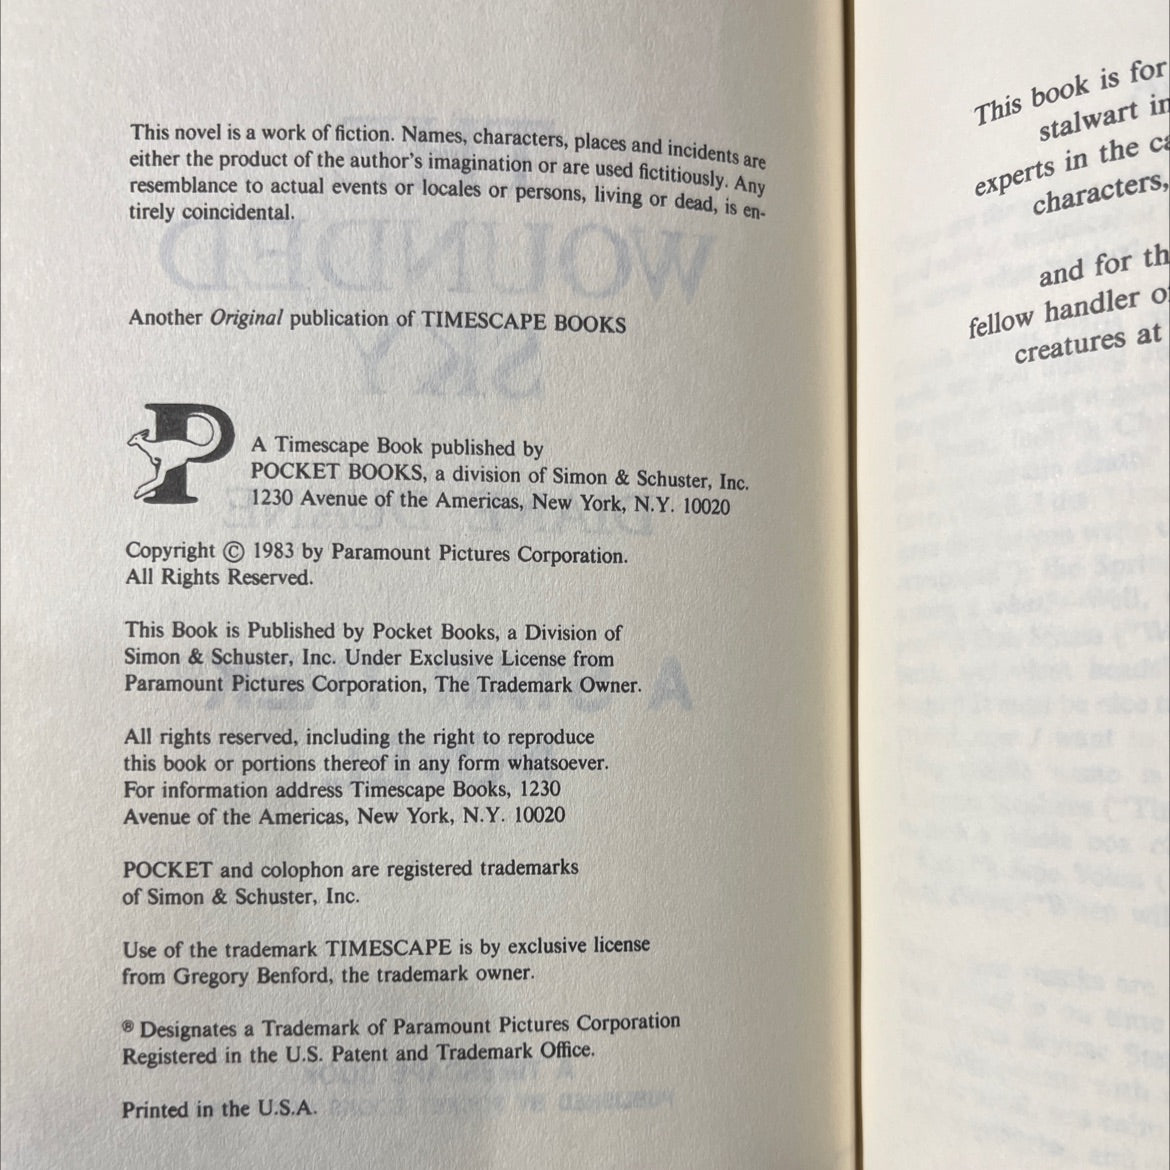 This novel is a work of fiction. Names, characters, places and incidents are
either the product of the author's imagination or are used fictitiously. Any
resemblance to actual events or locales or persons, living or dead, is en-
tirely coincidental.
Another Original publication of TIMESCAPE BOOKS
A Timescape Book published by
POCKET BOOKS, a division of Simon & Schuster, Inc.
1230 Avenue of the Americas, New York, N.Y. 10020
Copyright © 1983 by Paramount Pictures Corporation.
All Rights Reserved.
This Book is Published by Pocket Books, a Division of
Simon & Schuster, Inc. Under Exclusive License from
Paramount Pictures Corporation, The Trademark Owner.
All rights reserved, including the right to reproduce
this book or portions thereof in any form whatsoever.
For information address Timescape Books, 1230
Avenue of the Americas, New York, N.Y. 10020
POCKET and colophon are registered trademarks
of Simon & Schuster, Inc.
Use of the trademark TIMESCAPE is by exclusive license
from Gregory Benford, the trademark owner.
® Designates a Trademark of Paramount Pictures Corporation
Registered in the U.S. Patent and Trademark Office.
Printed in the U.S.A.
This book is for
stalwart in
experts in the
characters,
and for
fellow handler
creatures at